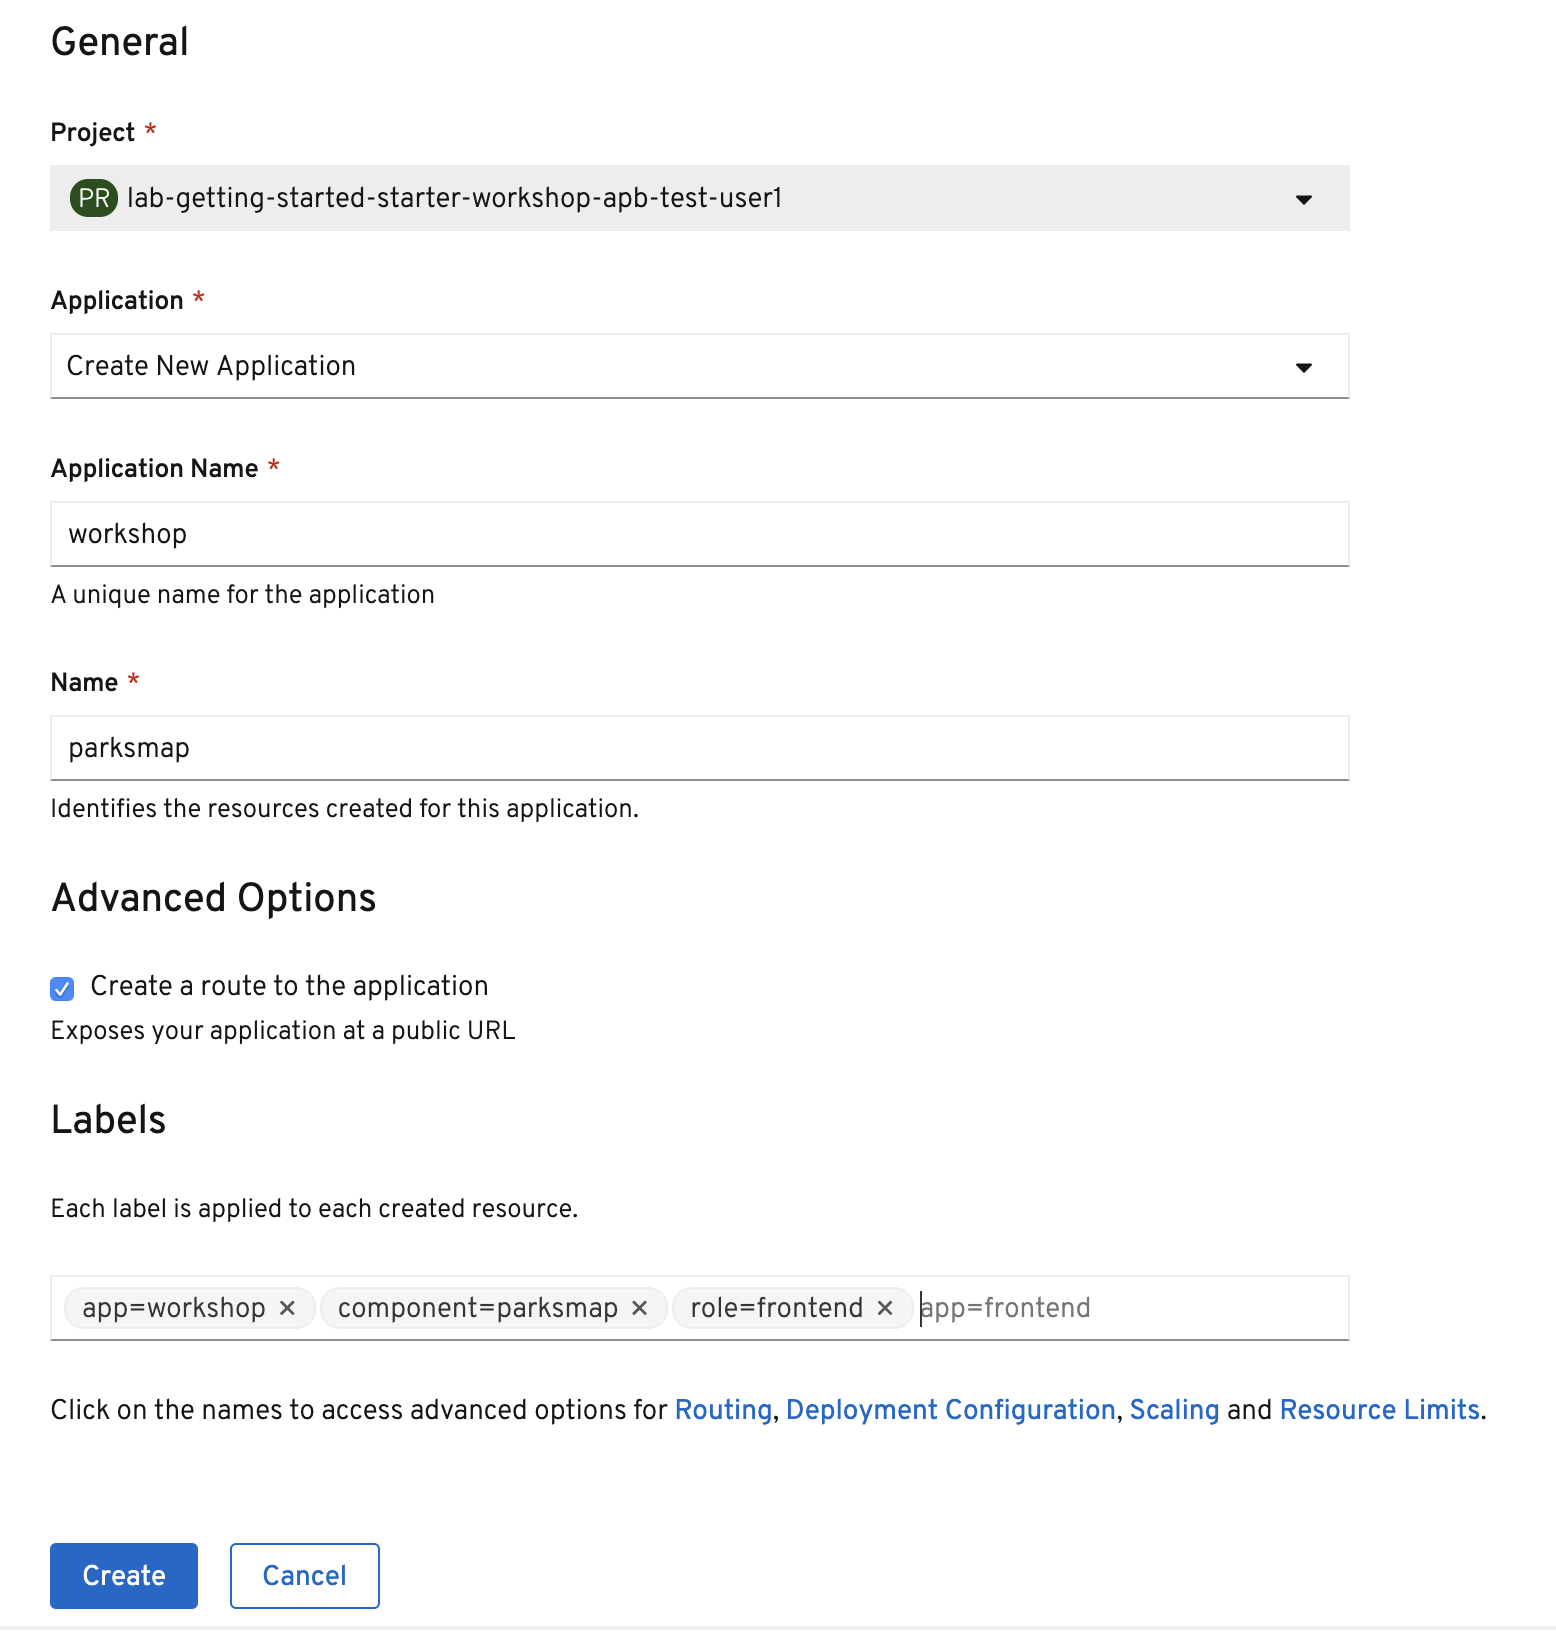 General
Project *
PR lab-getting-started-starter-workshop-apb-test-user1
Application *
Create New Application
Application Name *
workshop
A unique name for the application
Name *
parksmap
Identifies the resources created for this application.
Advanced Options
Create a route to the application
Exposes your application at a public URL
Labels
Each label is applied to each created resource.
app=workshop × component=parksmap × role=frontend × app=frontend
Click on the names to access advanced options for Routing, Deployment Configuration, Scaling and Resource Limits.
Create Cancel